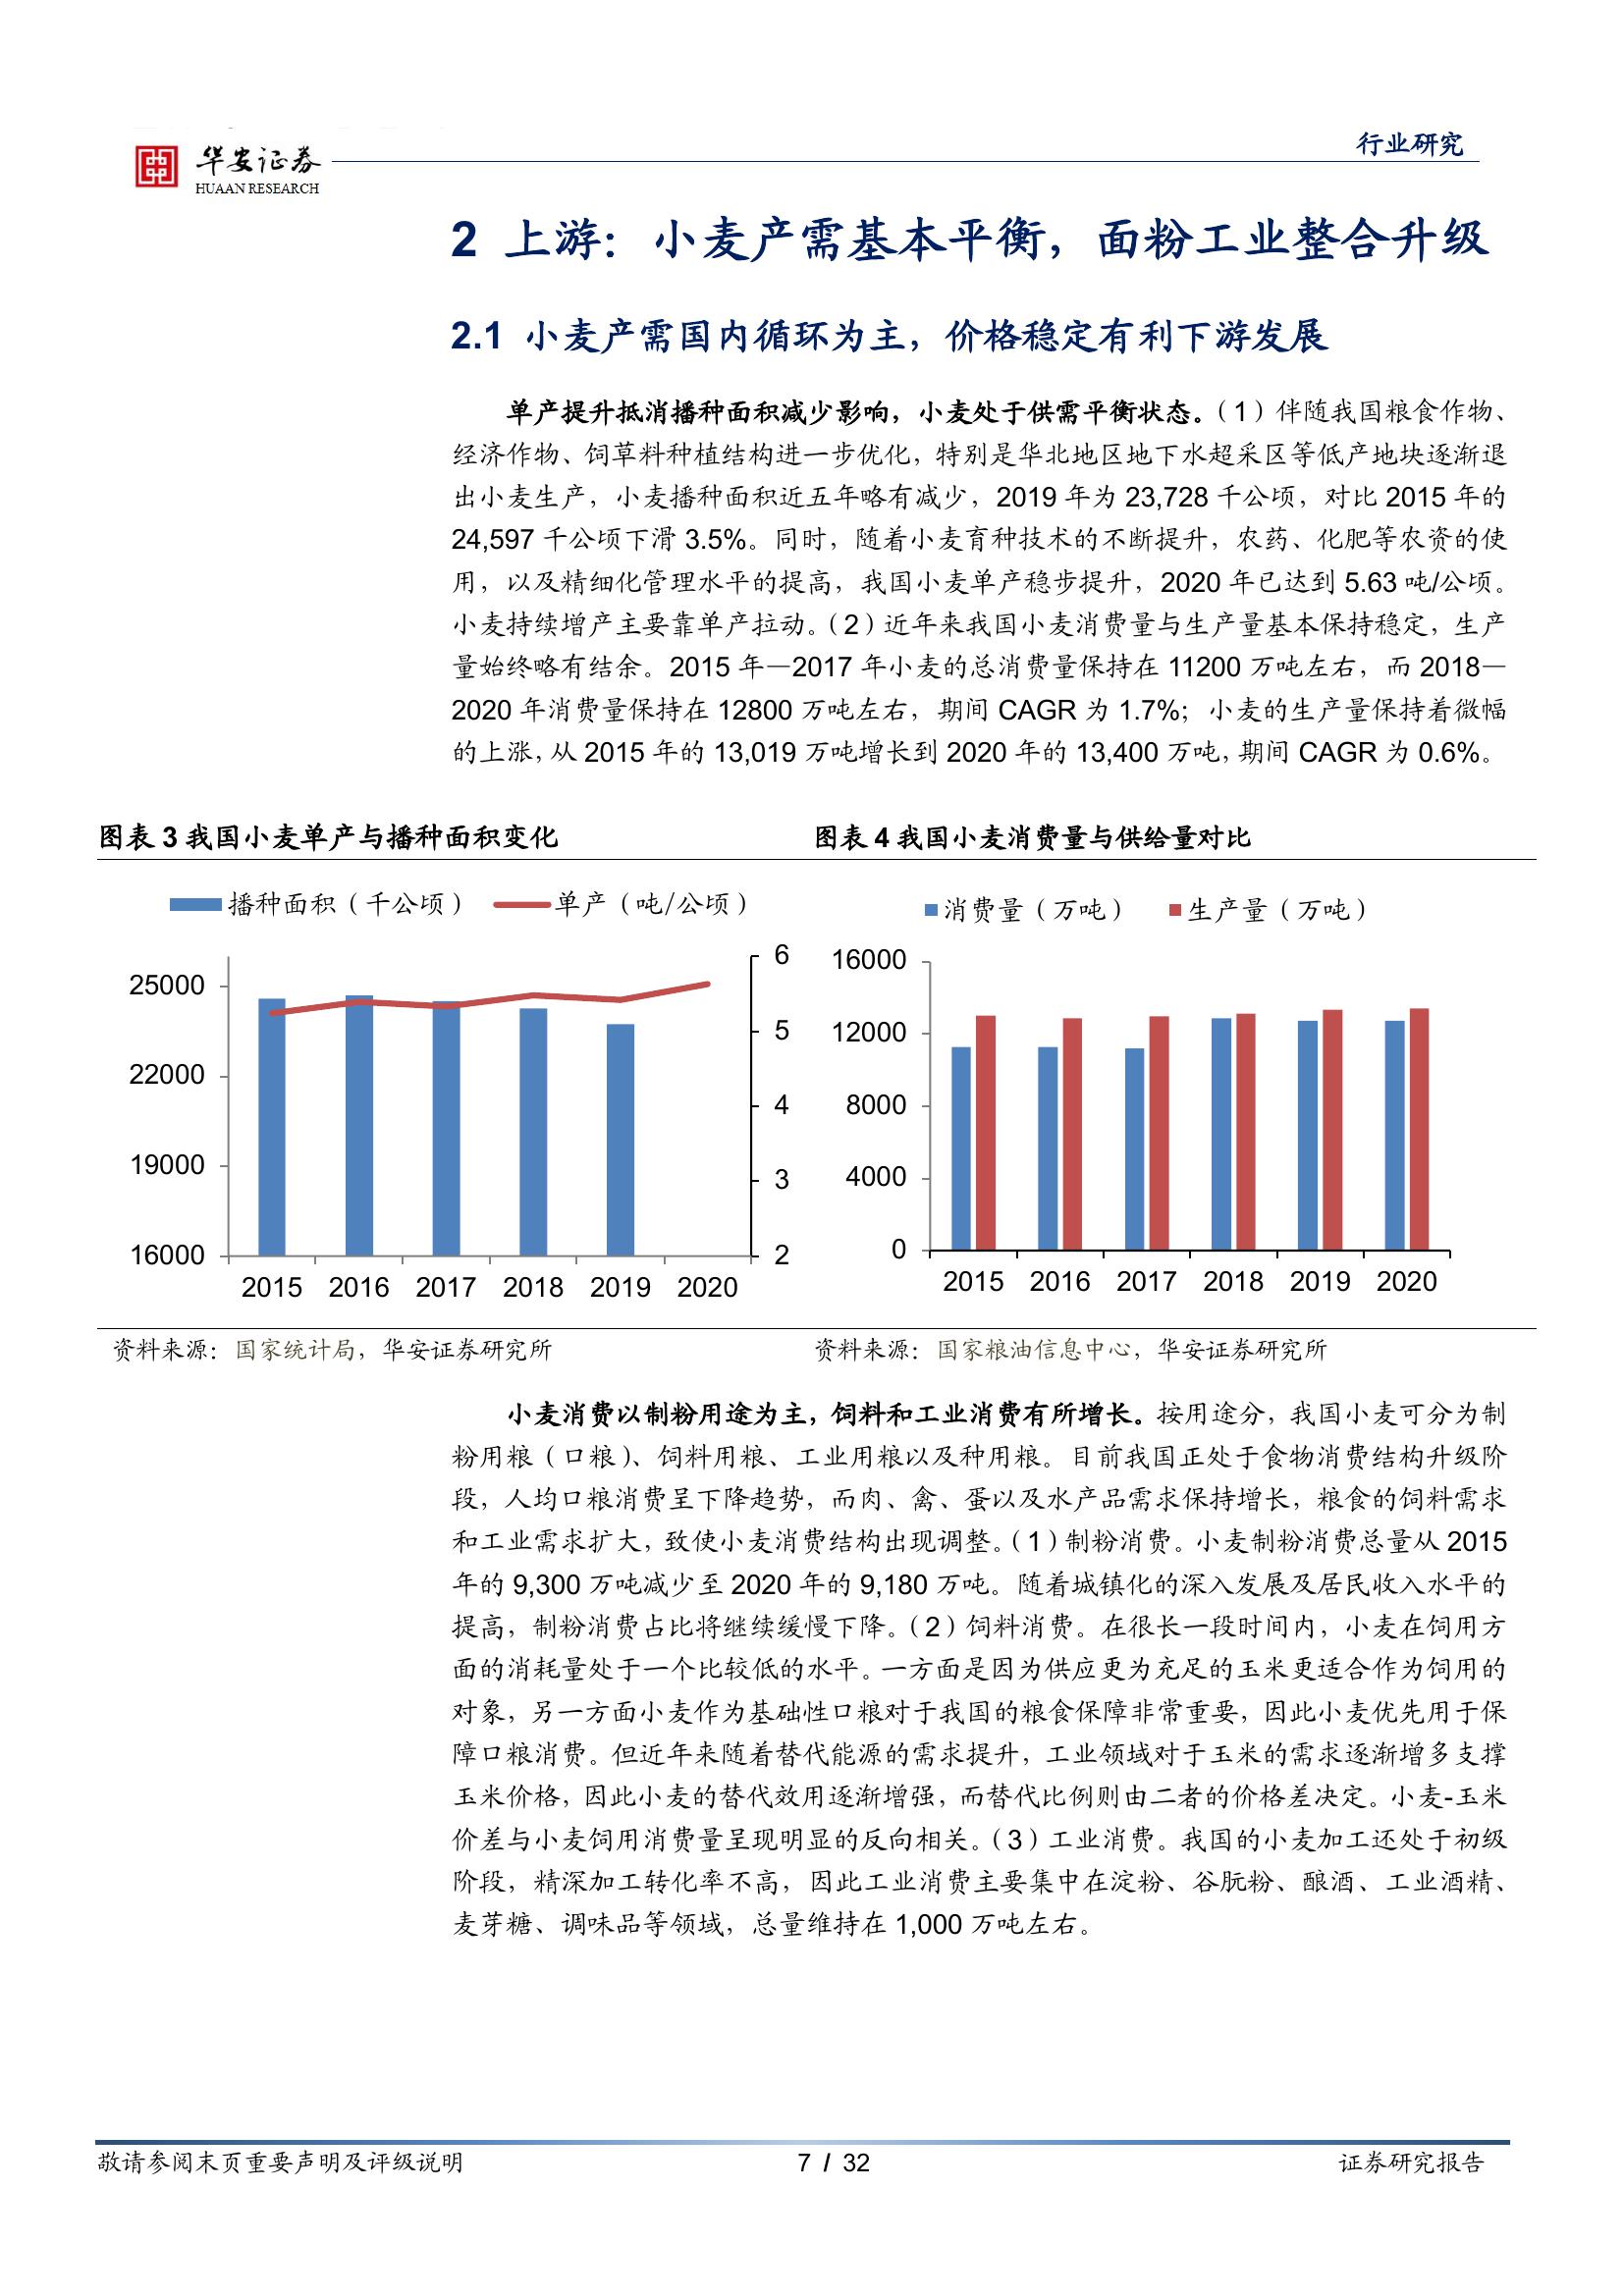 华安证券
HUAAN RESEARCH
行业研究
2 上游：小麦产需基本平衡，面粉工业整合升级
2.1 小麦产需国内循环为主，价格稳定有利下游发展
单产提升抵消播种面积减少影响，小麦处于供需平衡状态。（1）伴随我国粮食作物、
经济作物、饲草料种植结构进一步优化，特别是华北地区地下水超采区等低产地块逐渐退
出小麦生产，小麦播种面积近五年略有减少，2019 年为 23,728 千公顷，对比 2015 年的
24,597 千公顷下滑 3.5%。同时，随着小麦育种技术的不断提升，农药、化肥等农资的使
用，以及精细化管理水平的提高，我国小麦单产稳步提升，2020 年已达到 5.63 吨/公顷。
小麦持续增产主要靠单产拉动。（2）近年来我国小麦消费量与生产量基本保持稳定，生产
量始终略有结余。2015 年—2017 年小麦的总消费量保持在 11200 万吨左右，而 2018—
2020 年消费量保持在 12800 万吨左右，期间 CAGR 为 1.7%；小麦的生产量保持着微幅
的上涨，从 2015 年的 13,019 万吨增长到 2020 年的 13,400 万吨，期间 CAGR 为 0.6%。
图表 3 我国小麦单产与播种面积变化
播种面积（千公顷） 单产（吨/公顷）
25000
22000
19000
16000
6
5
4
3
2
2015 2016 2017 2018 2019 2020
资料来源：国家统计局，华安证券研究所
图表 4 我国小麦消费量与供给量对比
消费量（万吨） 生产量（万吨）
16000
12000
8000
4000
0
2015 2016 2017 2018 2019 2020
资料来源：国家粮油信息中心，华安证券研究所
小麦消费以制粉用途为主，饲料和工业消费有所增长。按用途分，我国小麦可分为制
粉用粮（口粮）、饲料用粮、工业用粮以及种用粮。目前我国正处于食物消费结构升级阶
段，人均口粮消费呈下降趋势，而肉、禽、蛋以及水产品需求保持增长，粮食的饲料需求
和工业需求扩大，致使小麦消费结构出现调整。（1）制粉消费。小麦制粉消费总量从 2015
年的 9,300 万吨减少至 2020 年的 9,180 万吨。随着城镇化的深入发展及居民收入水平的
提高，制粉消费占比将继续缓慢下降。（2）饲料消费。在很长一段时间内，小麦在饲用方
面的消耗量处于一个比较低的水平。一方面是因为供应更为充足的玉米更适合作为饲用的
对象，另一方面小麦作为基础性口粮对于我国的粮食保障非常重要，因此小麦优先用于保
障口粮消费。但近年来随着替代能源的需求提升，工业领域对于玉米的需求逐渐增多支撑
玉米价格，因此小麦的替代效用逐渐增强，而替代比例则由二者的价格差决定。小麦-玉米
价差与小麦饲用消费量呈现明显的反向相关。（3）工业消费。我国的小麦加工还处于初级
阶段，精深加工转化率不高，因此工业消费主要集中在淀粉、谷朊粉、酿酒、工业酒精、
麦芽糖、调味品等领域，总量维持在 1,000 万吨左右。
敬请参阅末页重要声明及评级说明
7 / 32
证券研究报告